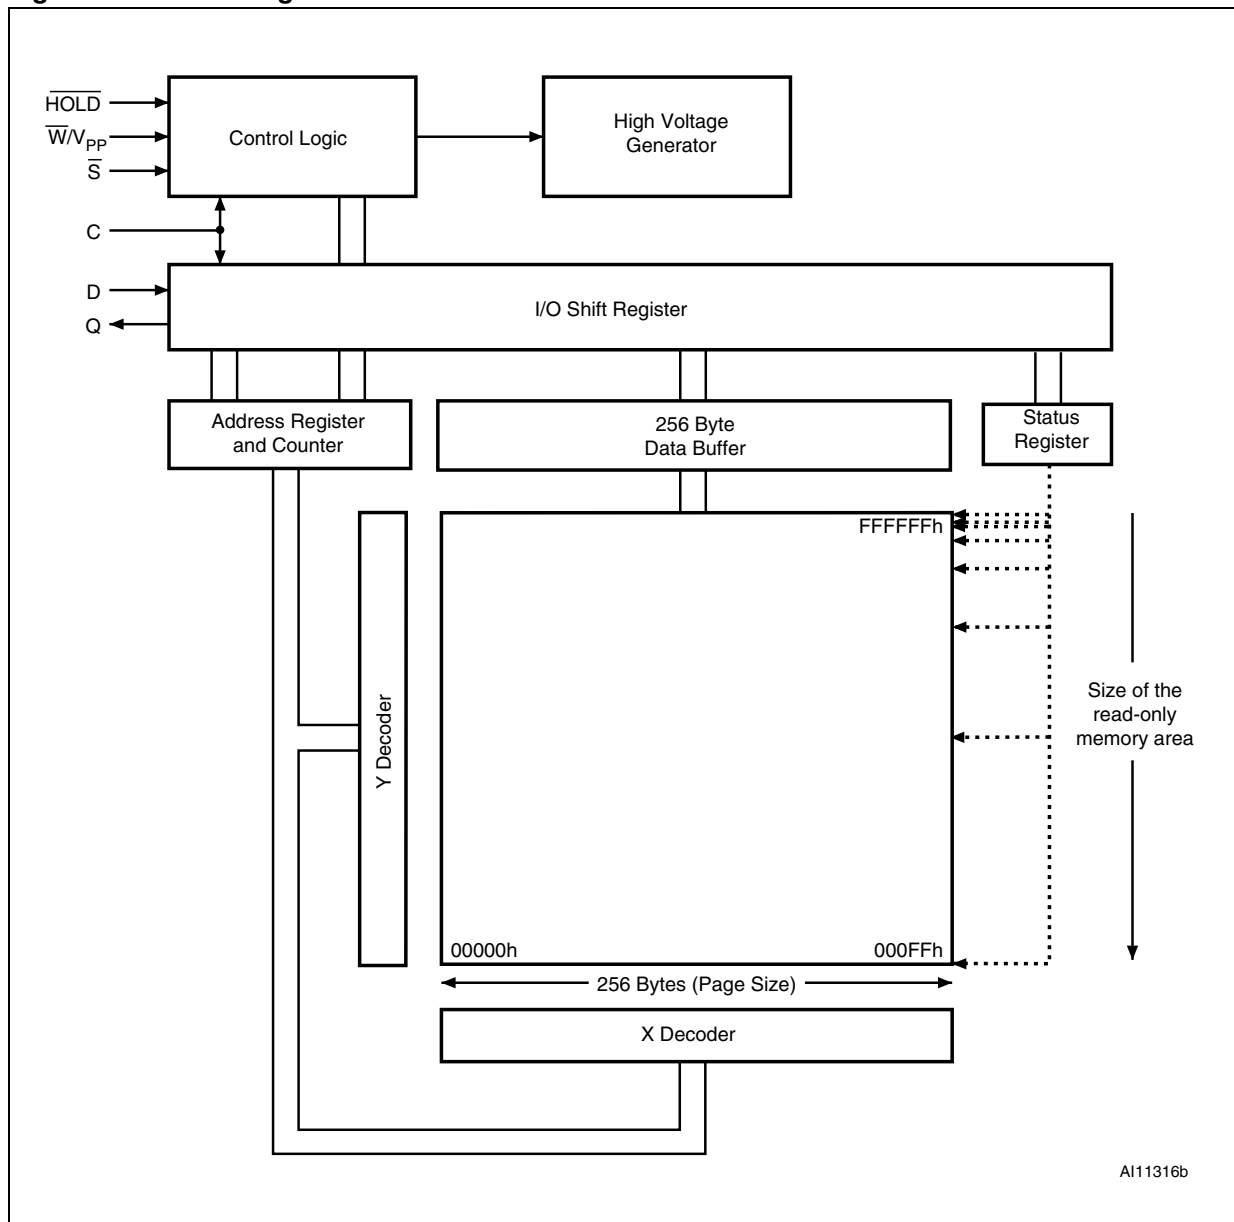 HOLD
W/VPP
S
C
D
Q
Control Logic
High Voltage
Generator
I/O Shift Register
Address Register
and Counter
256 Byte
Data Buffer
Status
Register
FFFFFFh
Y Decoder
Size of the
read-only
memory area
00000h
000FFh
256 Bytes (Page Size)
X Decoder
AI11316b